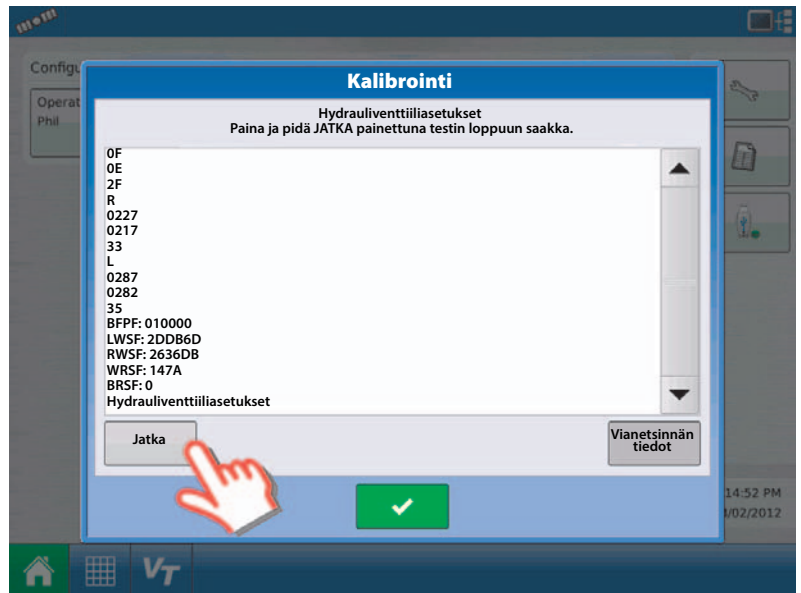 Configu
Operat
Phil
Kalibrointi
Hydrauliventtiiliasetukset
Paina ja pidä JATKA painettuna testin loppuun saakka.
0F
0E
2F
R
0227
0217
33
L
0287
0282
35
BFPF: 010000
LWSF: 2DDB6D
RWSF: 2636DB
WRSF: 147A
BRSF: 0
Hydrauliventtiiliasetukset
Jatka
Vianetsinnän
tiedot
14:52 PM
/02/2012
VT